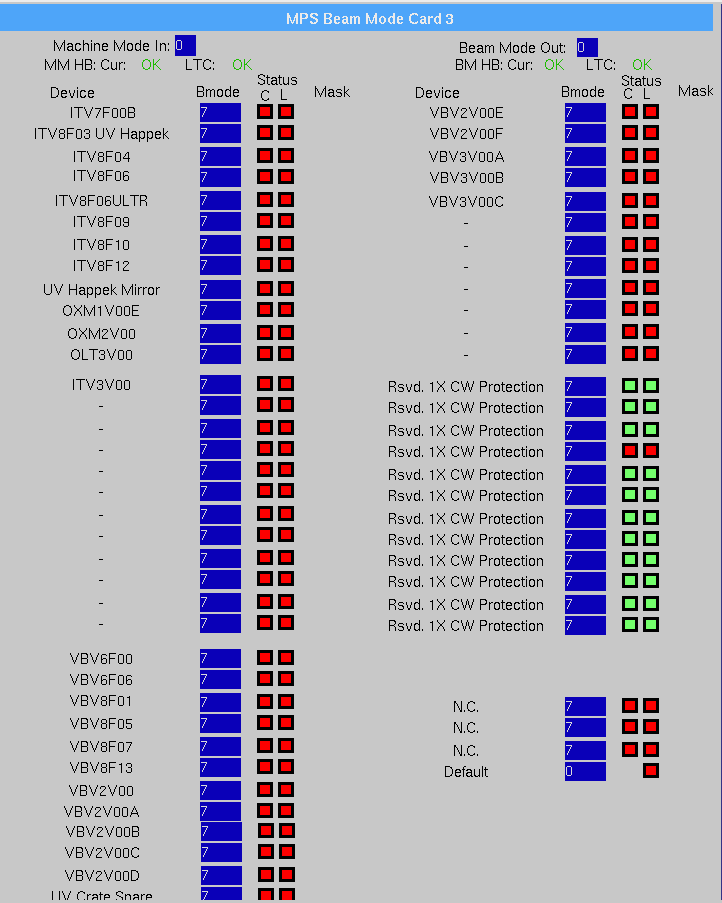 MPS Beam Mode Card 3
Machine Mode In: 0
MM HB: Cur: OK LTC: OK
Device Bmode Status C L Mask
ITV7F00B 7
ITV8F03 UV Happek 7
ITV8F04 7
ITV8F06 7
ITV8F06ULTR 7
ITV8F09 7
ITV8F10 7
ITV8F12 7
UV Happek Mirror 7
OXM1V00E 7
OXM2V00 7
OLT3V00 7
ITV3V00 7
- 7
- 7
- 7
- 7
- 7
- 7
- 7
- 7
- 7
- 7
- 7
VBV6F00 7
VBV6F06 7
VBV8F01 7
VBV8F05 7
VBV8F07 7
VBV8F13 7
VBV2V00 7
VBV2V00A 7
VBV2V00B 7
VBV2V00C 7
VBV2V00D 7
UV Crate Spare 7
Beam Mode Out: 0
BM HB: Cur: OK LTC: OK
Device Bmode Status C L Mask
VBV2V00E 7
VBV2V00F 7
VBV3V00A 7
VBV3V00B 7
VBV3V00C 7
- 7
- 7
- 7
- 7
- 7
- 7
- 7
Rsvd. 1X CW Protection 7
Rsvd. 1X CW Protection 7
Rsvd. 1X CW Protection 7
Rsvd. 1X CW Protection 7
Rsvd. 1X CW Protection 7
Rsvd. 1X CW Protection 7
Rsvd. 1X CW Protection 7
Rsvd. 1X CW Protection 7
Rsvd. 1X CW Protection 7
Rsvd. 1X CW Protection 7
Rsvd. 1X CW Protection 7
Rsvd. 1X CW Protection 7
N.C. 7
N.C. 7
N.C. 7
Default 0